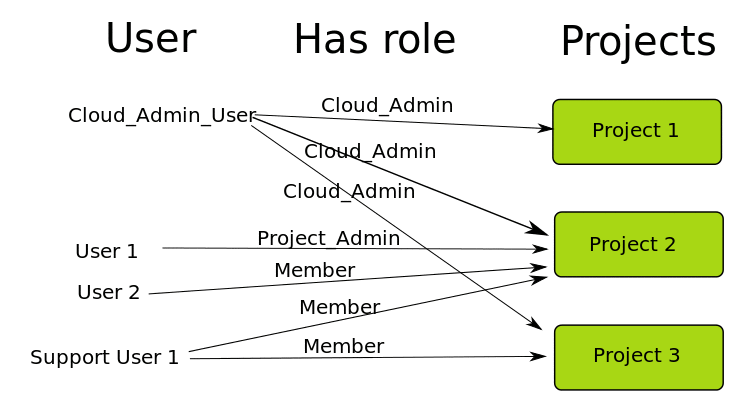 User Has role Projects
Cloud_Admin
Cloud_Admin_User
Project 1
Cloud_Admin
Cloud_Admin
Project_Admin
Project 2
User 1
Member
User 2
Member
Member
Project 3
Support User 1